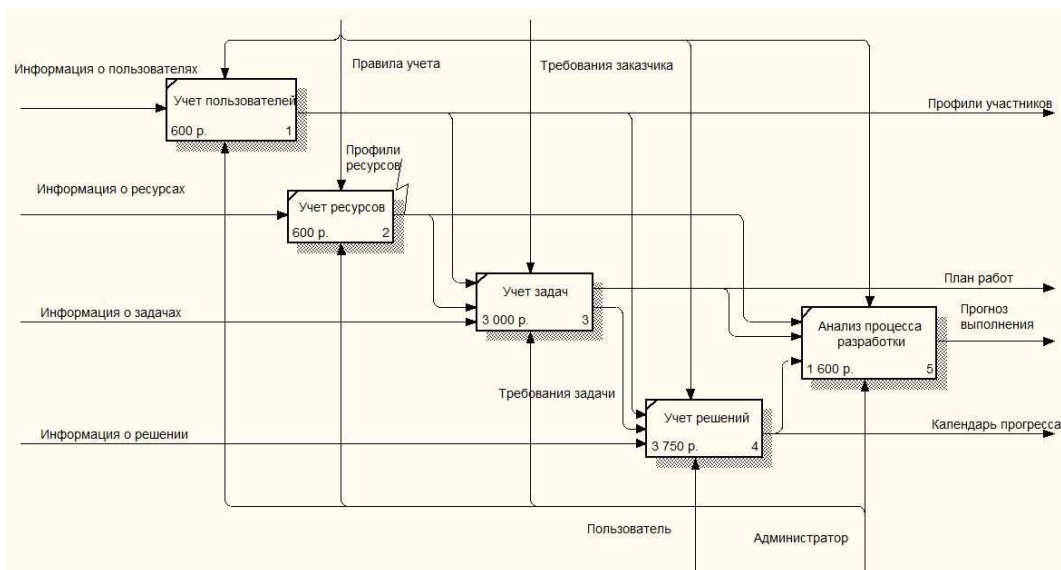 Информация о пользователях
Правила учета
Требования заказчика
Учет пользователей
600 р. 1
Профили участников
Профили
ресурсов
Информация о ресурсах
Учет ресурсов
600 р. 2
Учет задач
3 000 р. 3
План работ
Информация о задачах
Прогноз
выполнения
Анализ процесса
разработки
1 600 р. 5
Требования задачи
Информация о решении
Учет решений
3 750 р. 4
Календарь прогресса
Пользователь
Администратор